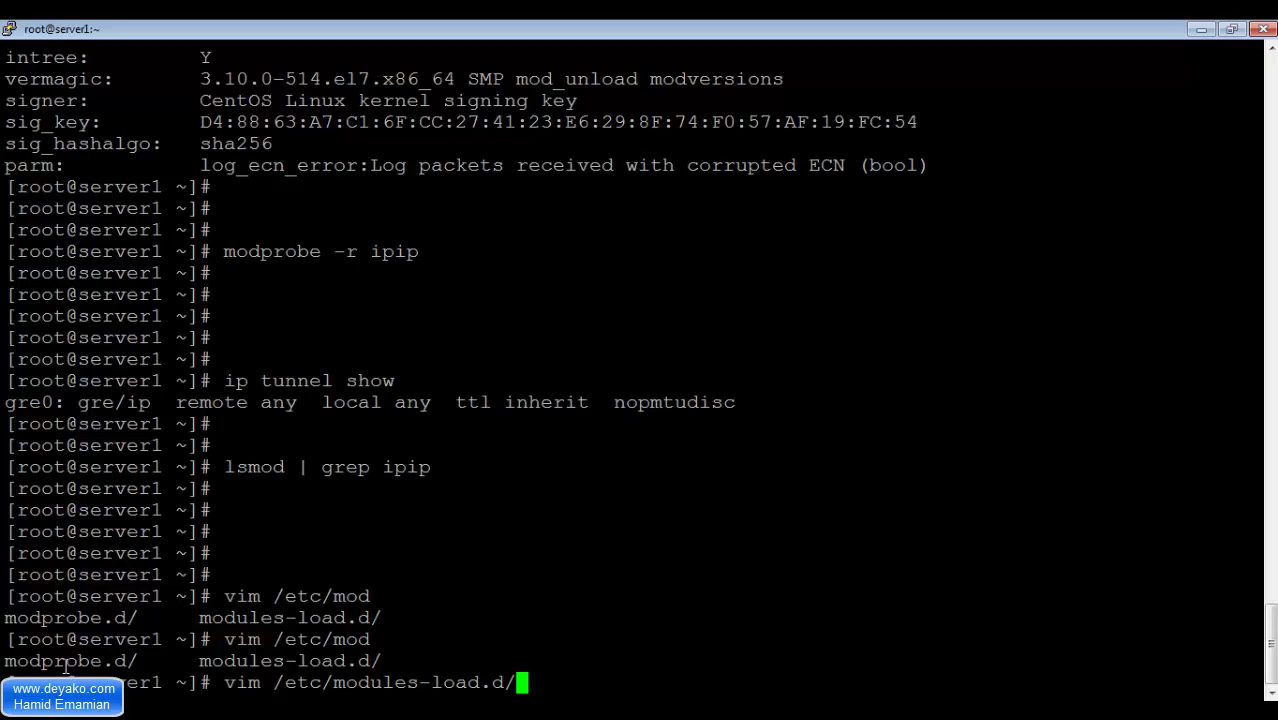 root@server1:~
intree:        Y
vermagic:      3.10.0-514.el7.x86_64 SMP mod_unload modversions
signer:        CentOS Linux kernel signing key
sig_key:       D4:88:63:A7:C1:6F:CC:27:41:23:E6:29:8F:74:F0:57:AF:19:FC:54
sig_hashalgo:  sha256
parm:          log_ecn_error:Log packets received with corrupted ECN (bool)
[root@server1 ~]#
[root@server1 ~]#
[root@server1 ~]#
[root@server1 ~]# modprobe -r ipip
[root@server1 ~]#
[root@server1 ~]#
[root@server1 ~]#
[root@server1 ~]#
[root@server1 ~]#
[root@server1 ~]# ip tunnel show
gre0: gre/ip  remote any  local any  ttl inherit  nopmtudisc
[root@server1 ~]#
[root@server1 ~]#
[root@server1 ~]# lsmod | grep ipip
[root@server1 ~]#
[root@server1 ~]#
[root@server1 ~]#
[root@server1 ~]#
[root@server1 ~]#
[root@server1 ~]# vim /etc/mod
modprobe.d/     modules-load.d/
[root@server1 ~]# vim /etc/mod
modprobe.d/     modules-load.d/
erver1 ~]# vim /etc/modules-load.d/
www.deyako.com
Hamid Emamian